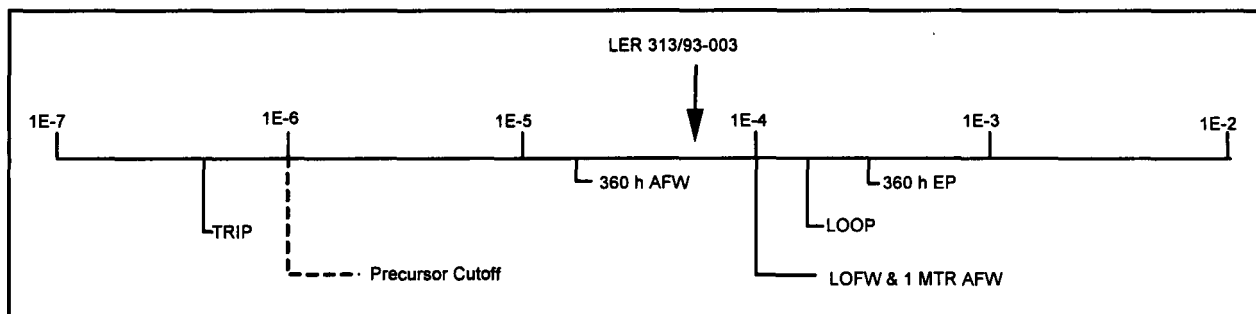 LER 313/93-003
1E-7
1E-6
1E-5
1E-4
1E-3
1E-2
360 h AFW
360 h EP
TRIP
LOOP
Precursor Cutoff
LOFW & 1 MTR AFW